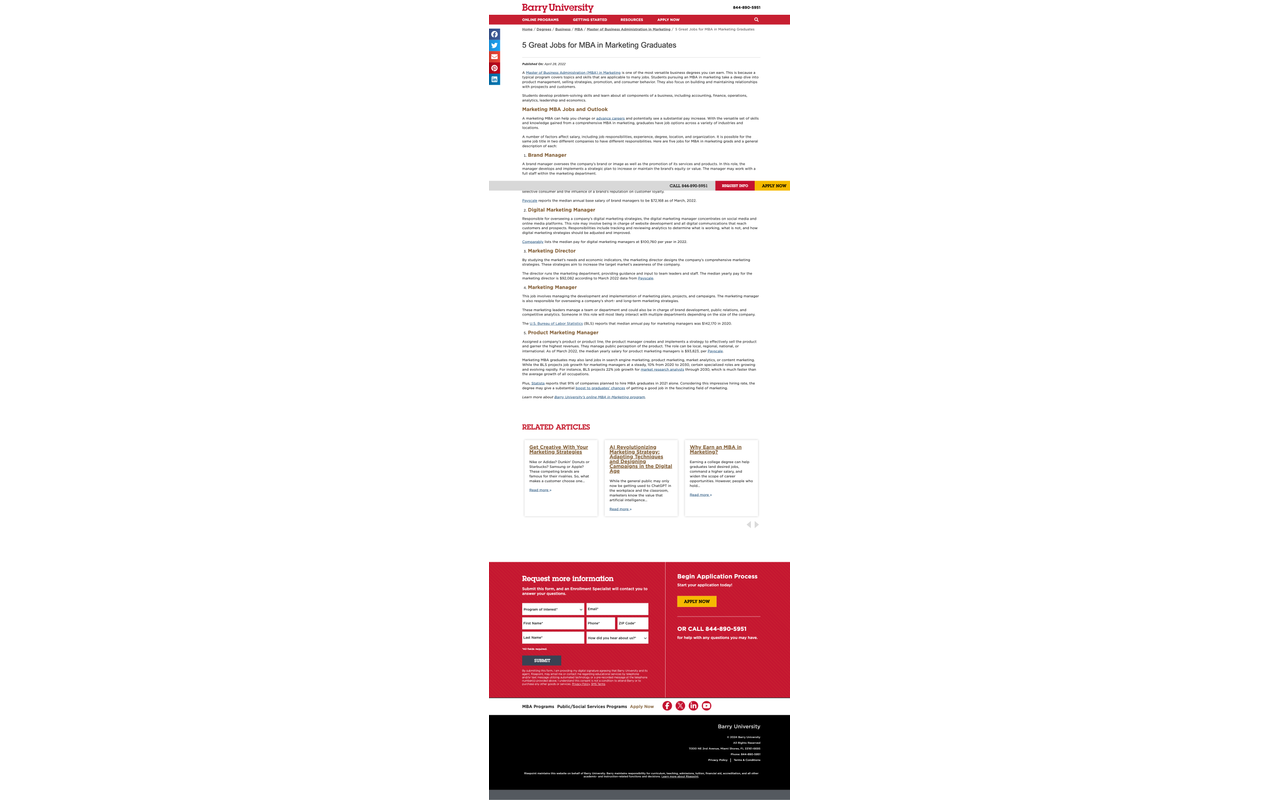 Barry University
844-890-5951
ONLINE PROGRAMS GETTING STARTED RESOURCES APPLY NOW
Home / Degrees / Business / MBA / Master of Business Administration in Marketing / 5 Great Jobs for MBA in Marketing Graduates
5 Great Jobs for MBA in Marketing Graduates
Published On: April 28, 2022
A Master of Business Administration (MBA) in Marketing is one of the most versatile business degrees you can earn. This is because a
typical program covers topics and skills that are applicable to many jobs. Students pursuing an MBA in marketing take a deep dive into
product management, selling strategies, promotion, and consumer behavior. They also focus on building and maintaining relationships
with prospects and customers.
Students develop problem-solving skills and learn about all components of a business, including accounting, finance, operations,
analytics, leadership and economics.
Marketing MBA Jobs and Outlook
A marketing MBA can help you change or advance careers and potentially see a substantial pay increase. With the versatile set of skills
and knowledge gained from a comprehensive MBA in marketing, graduates have job options across a variety of industries and
locations.
A number of factors affect salary, including job responsibilities, experience, degree, location, and organization. It is possible for the
same job title in two different companies to have different responsibilities. Here are five jobs for MBA in marketing grads and a general
description of each:
1. Brand Manager
A brand manager oversees the company's brand or image as well as the promotion of its services and products. In this role, the
manager develops and implements a strategic plan to increase or maintain the brand's equity or value. The manager may work with a
full staff within the marketing department.
CALL 844-890-5951 REQUEST INFO APPLY NOW
selective consumer and the influence of a brand's reputation on customer loyalty.
Payscale reports the median annual base salary of brand managers to be $72,168 as of March, 2022.
2. Digital Marketing Manager
Responsible for overseeing a company's digital marketing strategies, the digital marketing manager concentrates on social media and
online media platforms. This role may involve being in charge of website development and all digital communications that reach
customers and prospects. Responsibilities include tracking and reviewing analytics to determine what is working, what is not, and how
digital marketing strategies should be adjusted and improved.
Comparably lists the median pay for digital marketing managers at $100,780 per year in 2022.
3. Marketing Director
By studying the market's needs and economic indicators, the marketing director designs the company's comprehensive marketing
strategies. These strategies aim to increase the target market's awareness of the company.
The director runs the marketing department, providing guidance and input to team leaders and staff. The median yearly pay for the
marketing director is $92,062 according to March 2022 data from Payscale.
4. Marketing Manager
This job involves managing the development and implementation of marketing plans, projects, and campaigns. The marketing manager
is also responsible for overseeing a company's short- and long-term marketing strategies.
These marketing leaders manage a team or department and could also be in charge of brand development, public relations, and
competitive analytics. Someone in this role will most likely interact with multiple departments depending on the size of the company.
The U.S. Bureau of Labor Statistics (BLS) reports that median annual pay for marketing managers was $142,170 in 2020.
5. Product Marketing Manager
Assigned a company's product or product line, the product manager creates and implements a strategy to effectively sell the product
and garner the highest revenues. They manage public perception of the product. The role can be local, regional, national, or
international. As of March 2022, the median yearly salary for product marketing managers is $93,923, per Payscale.
Marketing MBA graduates may also land jobs in search engine marketing, product marketing, market analytics, or content marketing.
While the BLS projects job growth for marketing managers at a steady 10% from 2020 to 2030, certain specialized roles are growing
and evolving rapidly. For instance, BLS projects 22% job growth for market research analysts through 2030, which is much faster than
the average growth of all occupations.
Plus, Statista reports that 91% of companies planned to hire MBA graduates in 2021 alone. Considering this impressive hiring rate, the
degree may give a substantial boost to graduates' chances of getting a good job in the fascinating field of marketing.
Learn more about Barry University's online MBA in Marketing program.
RELATED ARTICLES
Get Creative With Your
Marketing Strategies
Nike or Adidas? Dunkin' Donuts or
Starbucks? Samsung or Apple?
These competing brands are
famous for their rivalries. So, what
makes a customer choose one...
Read more »
AI Revolutionizing
Marketing Strategy:
Adapting Techniques
and Designing
Campaigns in the Digital
Age
While the general public may only
now be getting used to ChatGPT in
the workplace and the classroom,
marketers know the value that
artificial intelligence...
Read more »
Why Earn an MBA in
Marketing?
Earning a college degree can help
graduates land desired jobs,
command a higher salary, and
widen the scope of career
opportunities. However, people who
hold...
Read more »
Request more information
Submit this form, and an Enrollment Specialist will contact you to
answer your questions.
Program of Interest* Email*
First Name* Phone* ZIP Code*
Last Name* How did you hear about us?*
*All fields required.
SUBMIT
Privacy Policy. SMS Terms.
Begin Application Process
Start your application today!
APPLY NOW
OR CALL 844-890-5951
for help with any questions you may have.
MBA Programs Public/Social Services Programs Apply Now
Barry University
© 2024 Barry University
All Rights Reserved
11300 NE 2nd Avenue, Miami Shores, FL 33161-6695
Phone: 844-890-5951
Privacy Policy | Terms & Conditions
Risepoint maintains this website on behalf of Barry University. Barry maintains responsibility for curriculum, teaching, admissions, tuition, financial aid, accreditation, and all other
academic- and instruction-related functions and decisions. Learn more about Risepoint.